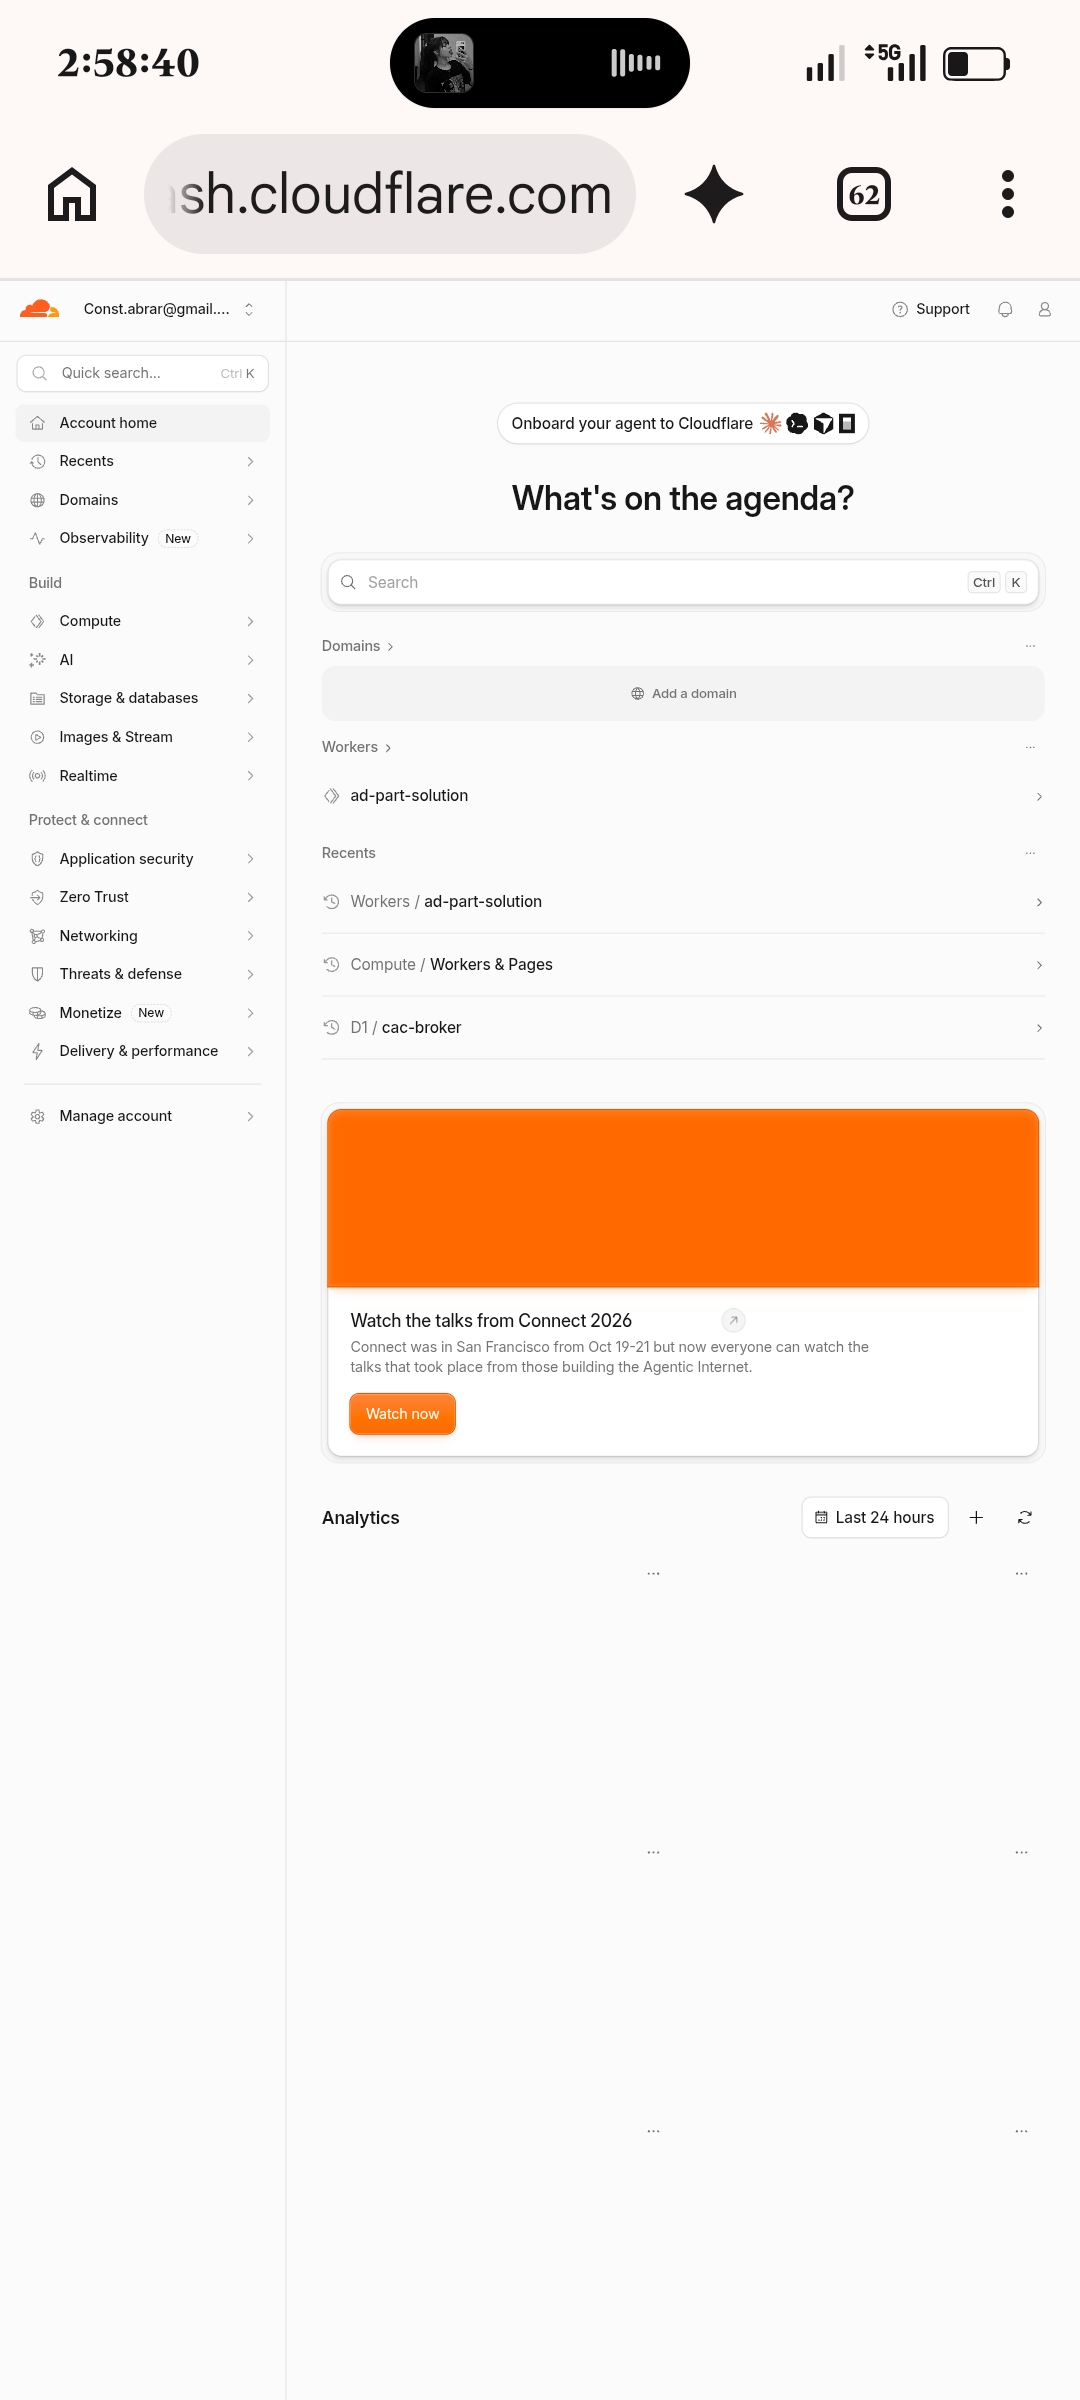 2:58:40
5G
sh.cloudflare.com
62
Const.abrar@gmail....
Support
Quick search...
Ctrl K
Account home
Recents
Domains
Observability New
Build
Compute
AI
Storage & databases
Images & Stream
Realtime
Protect & connect
Application security
Zero Trust
Networking
Threats & defense
Monetize New
Delivery & performance
Manage account
Onboard your agent to Cloudflare
What's on the agenda?
Search
Ctrl K
Domains
Add a domain
Workers
ad-part-solution
Recents
Workers / ad-part-solution
Compute / Workers & Pages
D1 / cac-broker
Watch the talks from Connect 2026
Connect was in San Francisco from Oct 19-21 but now everyone can watch the
talks that took place from those building the Agentic Internet.
Watch now
Analytics
Last 24 hours